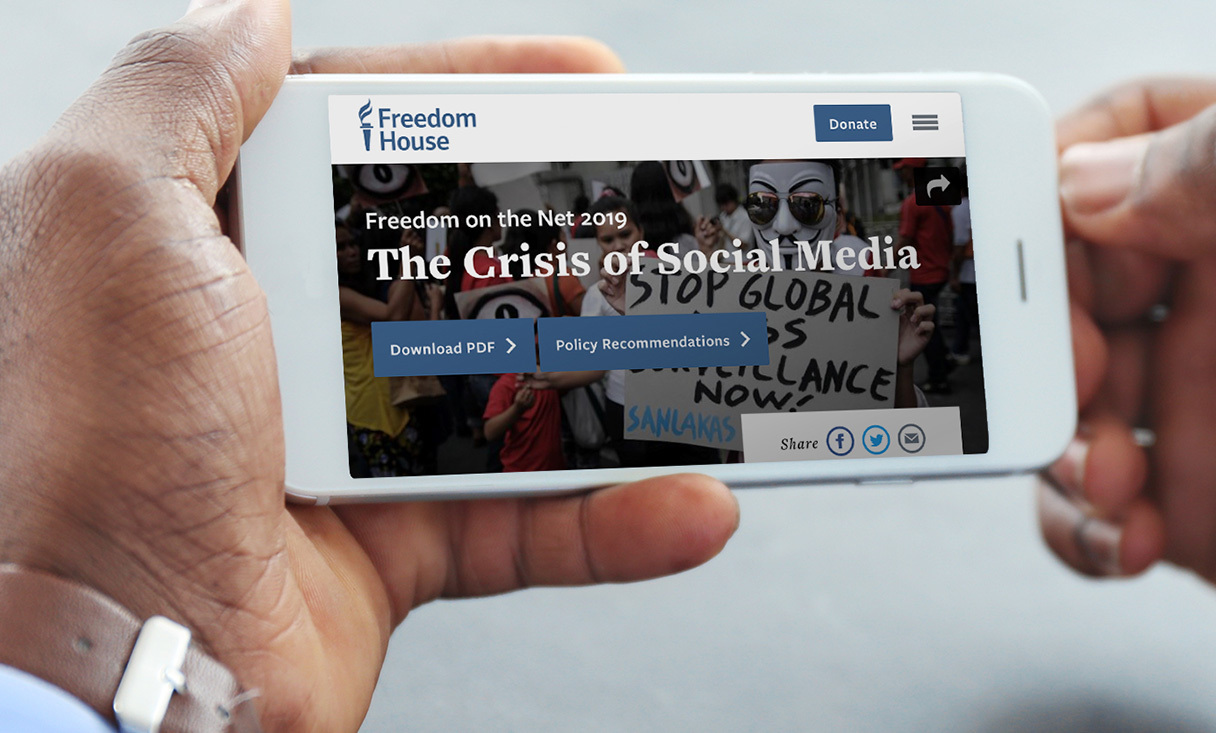 Freedom
House
Donate
Freedom on the Net 2019
The Crisis of Social Media
STOP GLOBAL
Download PDF
Policy Recommendations
NOW!
SANLAKAS
Share